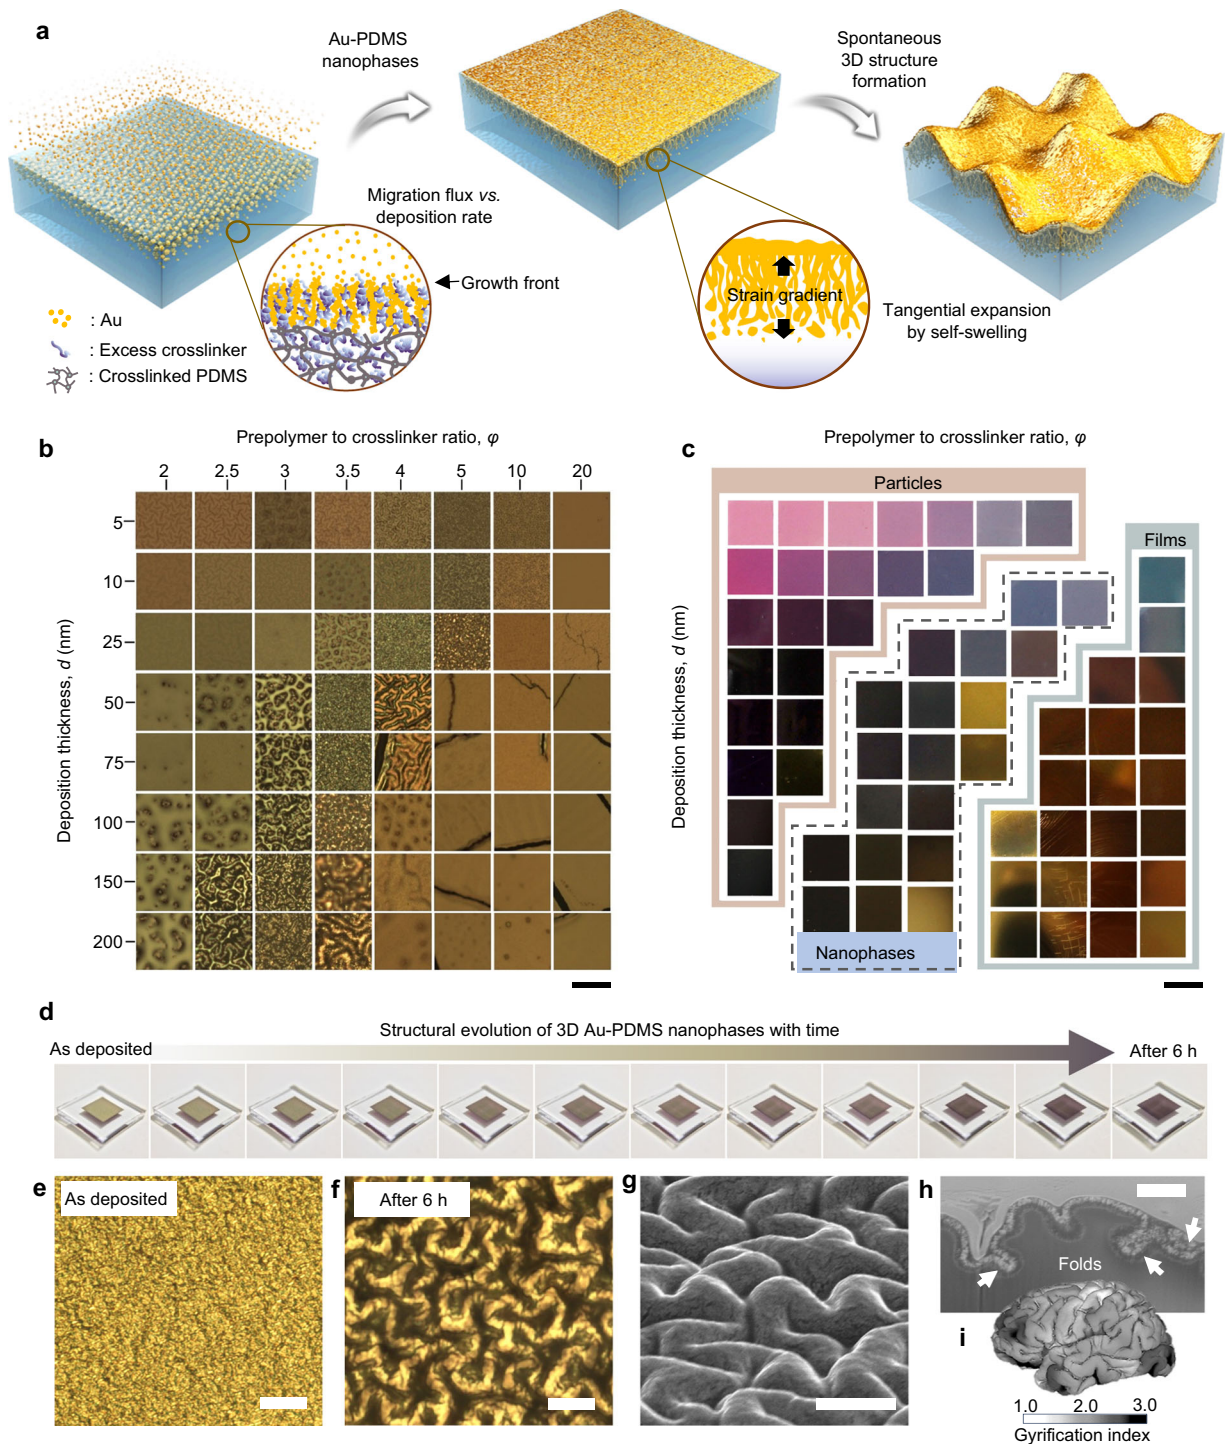 a
Au-PDMS
nanophases
Spontaneous
3D structure
formation
Migration flux vs.
deposition rate
Growth front
: Au
: Excess crosslinker
: Crosslinked PDMS
Strain gradient
Tangential expansion
by self-swelling
b
Prepolymer to crosslinker ratio, φ
2 2.5 3 3.5 4 5 10 20
Deposition thickness, d (nm)
5
10
25
50
75
100
150
200
c
Prepolymer to crosslinker ratio, φ
Deposition thickness, d (nm)
Particles
Films
Nanophases
d
Structural evolution of 3D Au-PDMS nanophases with time
As deposited
After 6 h
e
As deposited
f
After 6 h
g
h
Folds
i
1.0 2.0 3.0
Gyrification index